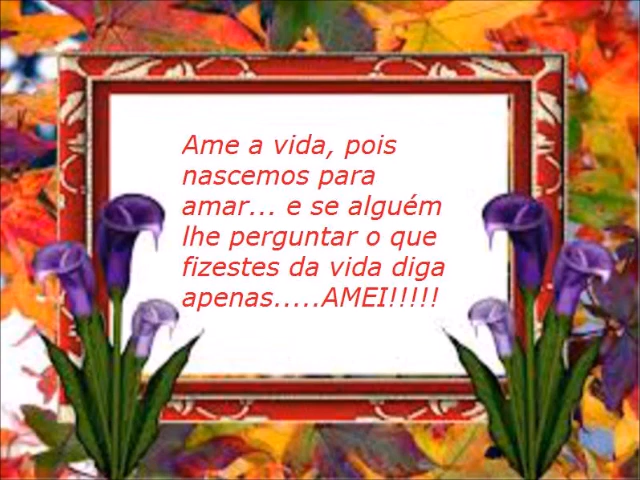 Ame a vida, pois
nascemos para
amar... e se alguém
lhe perguntar o que
fizestes da vida diga
apenas.....AMEI!!!!!